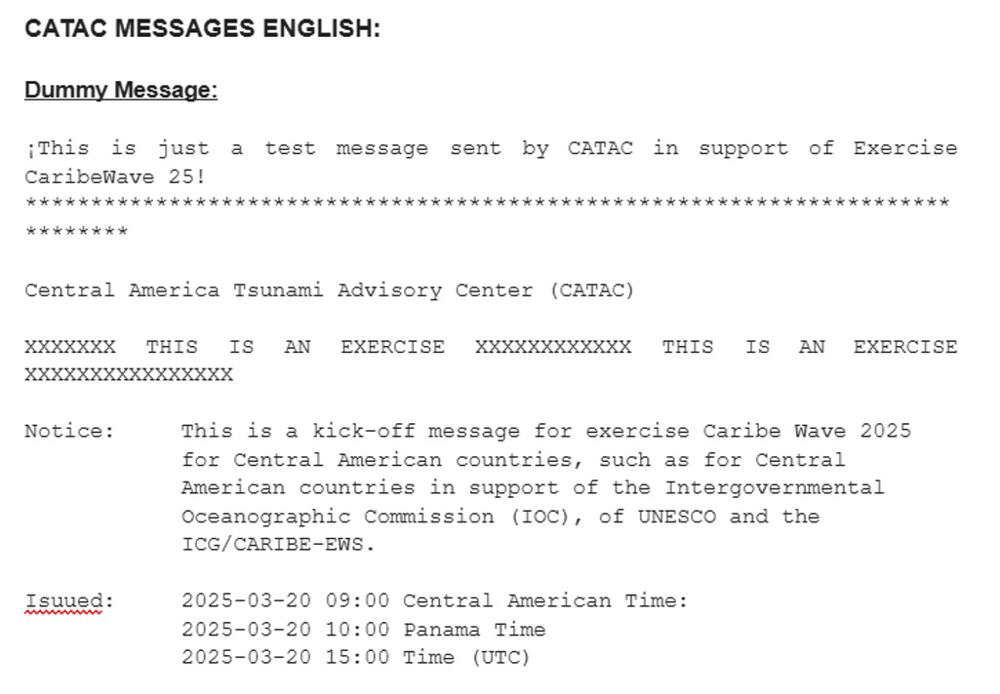 CATAC MESSAGES ENGLISH:
Dummy Message:
¡This is just a test message sent by CATAC in support of Exercise
CaribeWave 25!
***********************************************************************
********
Central America Tsunami Advisory Center (CATAC)
XXXXXXX THIS IS AN EXERCISE XXXXXXXXXXXX THIS IS AN EXERCISE
XXXXXXXXXXXXXXXX
Notice: This is a kick-off message for exercise Caribe Wave 2025
for Central American countries, such as for Central
American countries in support of the Intergovernmental
Oceanographic Commission (IOC), of UNESCO and the
ICG/CARIBE-EWS.
Isuued: 2025-03-20 09:00 Central American Time:
2025-03-20 10:00 Panama Time
2025-03-20 15:00 Time (UTC)